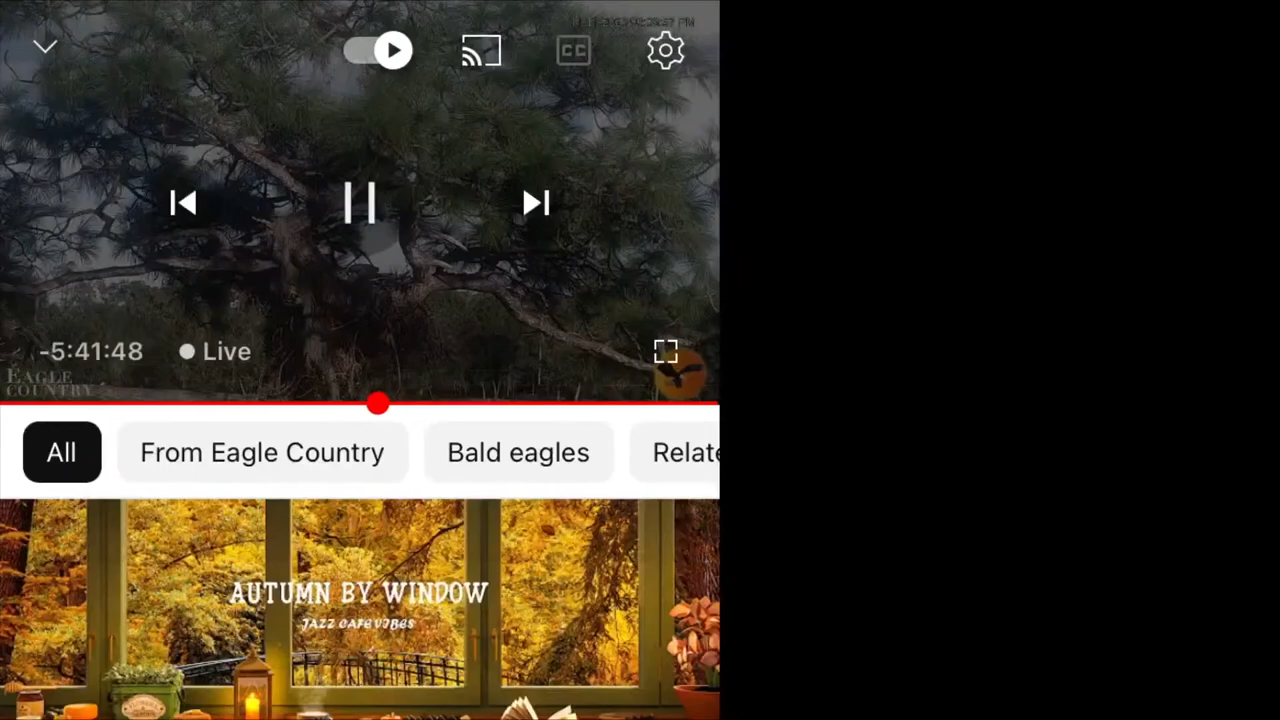 CC
-5:41:48
Live
EAGLE
COUNTRY
All
From Eagle Country
Bald eagles
Relate
AUTUMN BY WINDOW
JAZZ CAFE VIBES